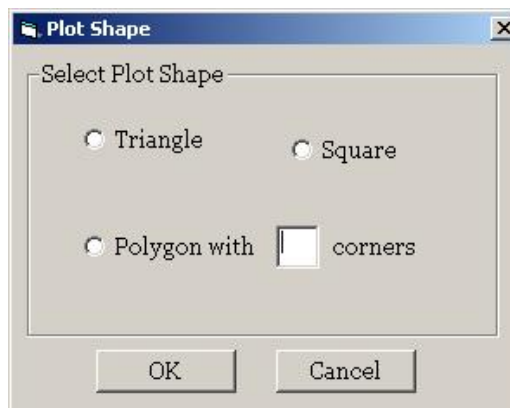 Plot Shape
Select Plot Shape
Triangle
Square
Polygon with corners
OK Cancel